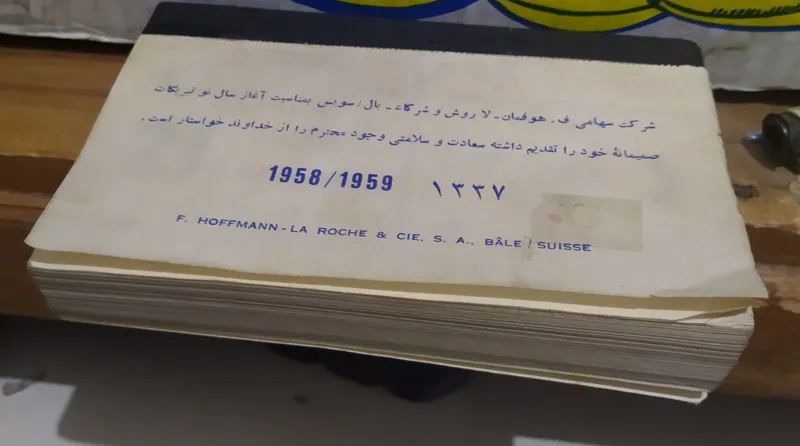 شرکت سهامی ف. هوفمان - لا روش و شرکاء - بال/سویس بمناسبت آغاز سال نو تبریکات
صمیمانهٔ خود را تقدیم داشته سعادت و سلامتی وجود محترم را از خداوند خواستار است.
1958/1959 ۱۳۳۷
F. HOFFMANN-LA ROCHE & CIE. S. A., BÂLE/SUISSE